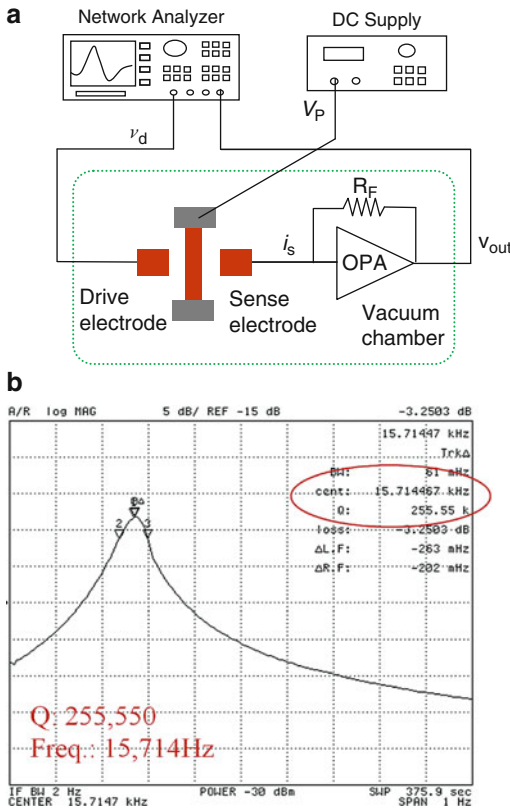 a
Network Analyzer
DC Supply
V_P
ν_d
R_F
i_s
OPA
v_out
Drive electrode
Sense electrode
Vacuum chamber
b
A/R log MAG 5 dB/ REF -15 dB -3.2503 dB
15.71447 kHz
TrkΔ
BW: 61 mHz
cent: 15.714467 kHz
Q: 255.55 k
loss: -3.2503 dB
ΔL.F: -263 mHz
ΔR.F: -202 mHz
2
3
Q: 255,550
Freq.: 15,714Hz
IF BW 2 Hz POWER -30 dBm SWP 375.9 sec
CENTER 15.7147 kHz SPAN 1 Hz